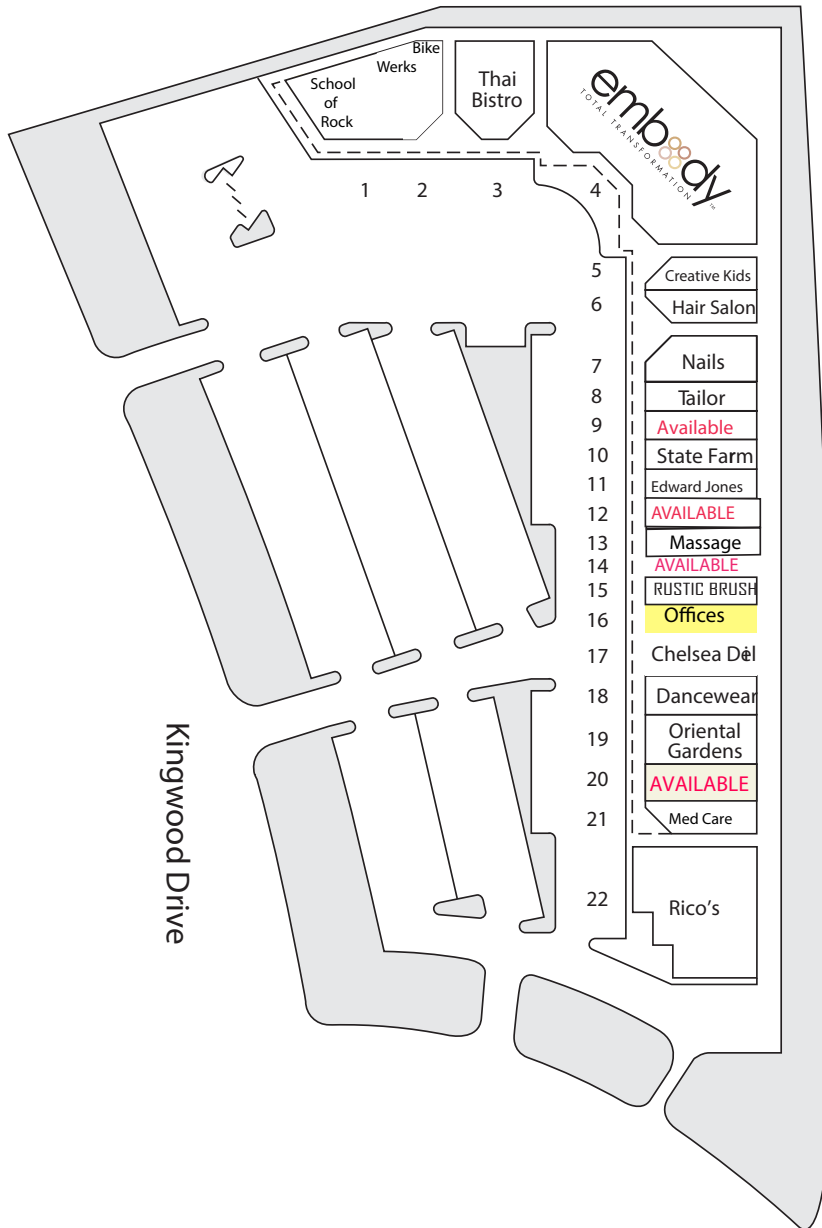 Bike
Werks
School
of
Rock
Thai
Bistro
embody
TOTAL TRANSFORMATION
TM
1
2
3
4
5
Creative Kids
6
Hair Salon
7
Nails
8
Tailor
9
Available
10
State Farm
11
Edward Jones
12
AVAILABLE
13
Massage
14
AVAILABLE
15
RUSTIC BRUSH
16
Offices
17
Chelsea Deil
18
Dancewear
19
Oriental
Gardens
20
AVAILABLE
21
Med Care
22
Rico's
Kingwood Drive